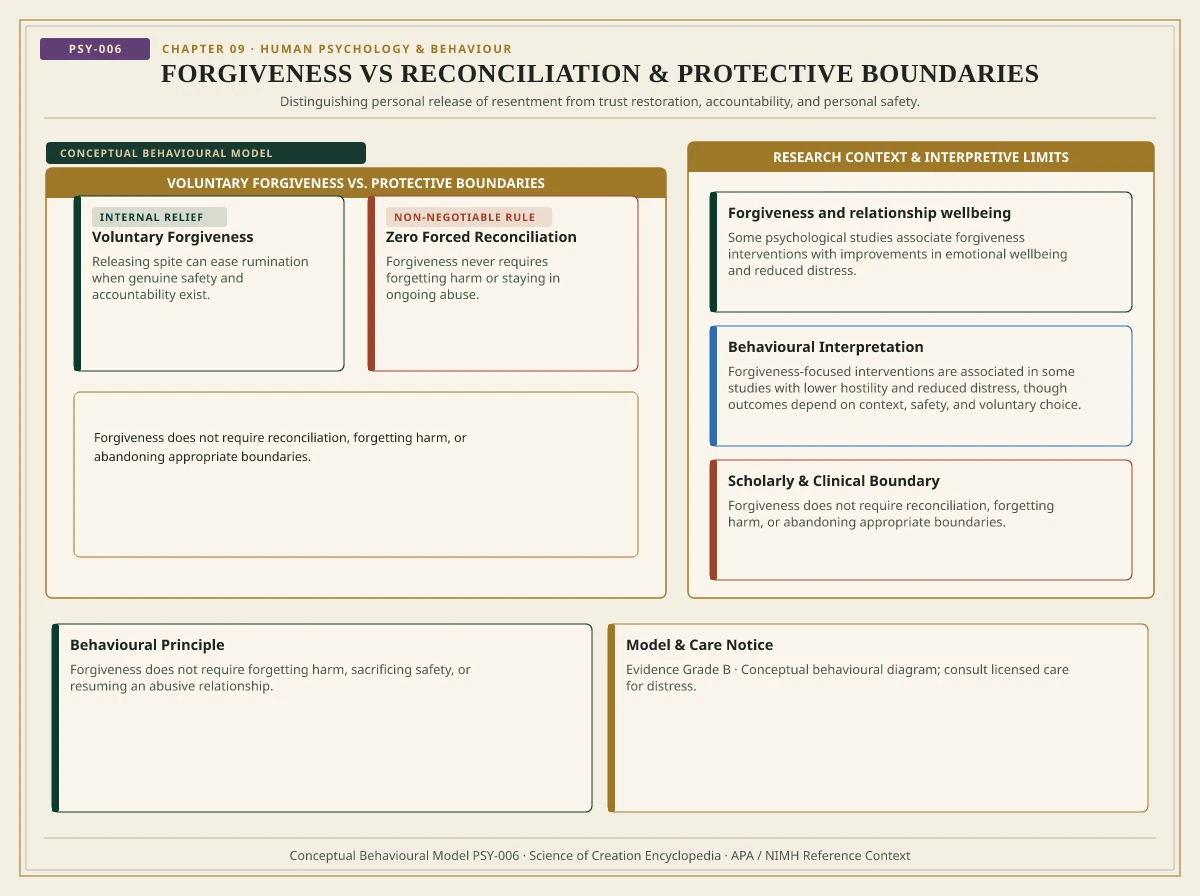 PSY-006
CHAPTER 09 · HUMAN PSYCHOLOGY & BEHAVIOUR
FORGIVENESS VS RECONCILIATION & PROTECTIVE BOUNDARIES
Distinguishing personal release of resentment from trust restoration, accountability, and personal safety.
CONCEPTUAL BEHAVIOURAL MODEL
VOLUNTARY FORGIVENESS VS. PROTECTIVE BOUNDARIES
INTERNAL RELIEF
Voluntary Forgiveness
Releasing spite can ease rumination
when genuine safety and
accountability exist.
NON-NEGOTIABLE RULE
Zero Forced Reconciliation
Forgiveness never requires
forgetting harm or staying in
ongoing abuse.
Forgiveness does not require reconciliation, forgetting harm, or
abandoning appropriate boundaries.
RESEARCH CONTEXT & INTERPRETIVE LIMITS
Forgiveness and relationship wellbeing
Some psychological studies associate forgiveness
interventions with improvements in emotional wellbeing
and reduced distress.
Behavioural Interpretation
Forgiveness-focused interventions are associated in some
studies with lower hostility and reduced distress, though
outcomes depend on context, safety, and voluntary choice.
Scholarly & Clinical Boundary
Forgiveness does not require reconciliation, forgetting
harm, or abandoning appropriate boundaries.
Behavioural Principle
Forgiveness does not require forgetting harm, sacrificing safety, or
resuming an abusive relationship.
Model & Care Notice
Evidence Grade B · Conceptual behavioural diagram; consult licensed care
for distress.
Conceptual Behavioural Model PSY-006 · Science of Creation Encyclopedia · APA / NIMH Reference Context